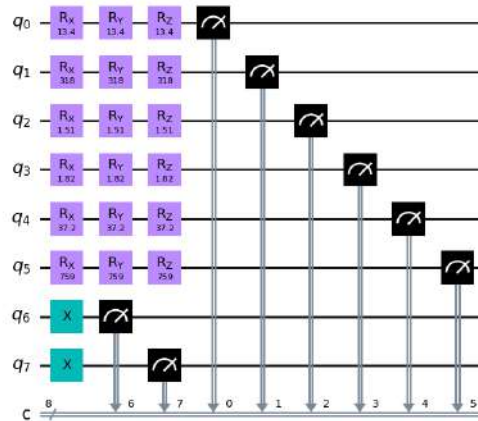 q0 RX 13.4 RY 13.4 RZ 13.4
q1 RX 318 RY 318 RZ 318
q2 RX 1.51 RY 1.51 RZ 1.51
q3 RX 1.82 RY 1.82 RZ 1.82
q4 RX 37.2 RY 37.2 RZ 37.2
q5 RX 759 RY 759 RZ 759
q6 X
q7 X
c 8 6 7 0 1 2 3 4 5